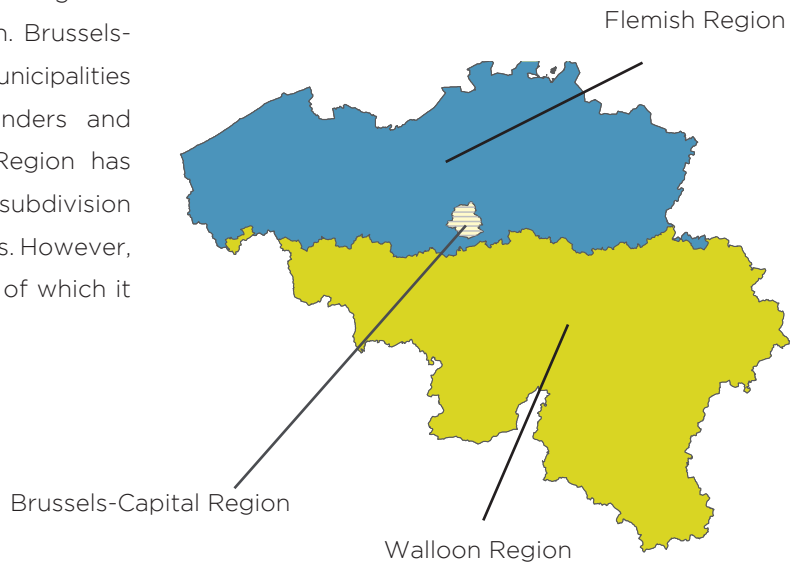 n. Brussels-
unicipalities
nders and
Region has
subdivision
s. However,
of which it
Flemish Region
Brussels-Capital Region
Walloon Region